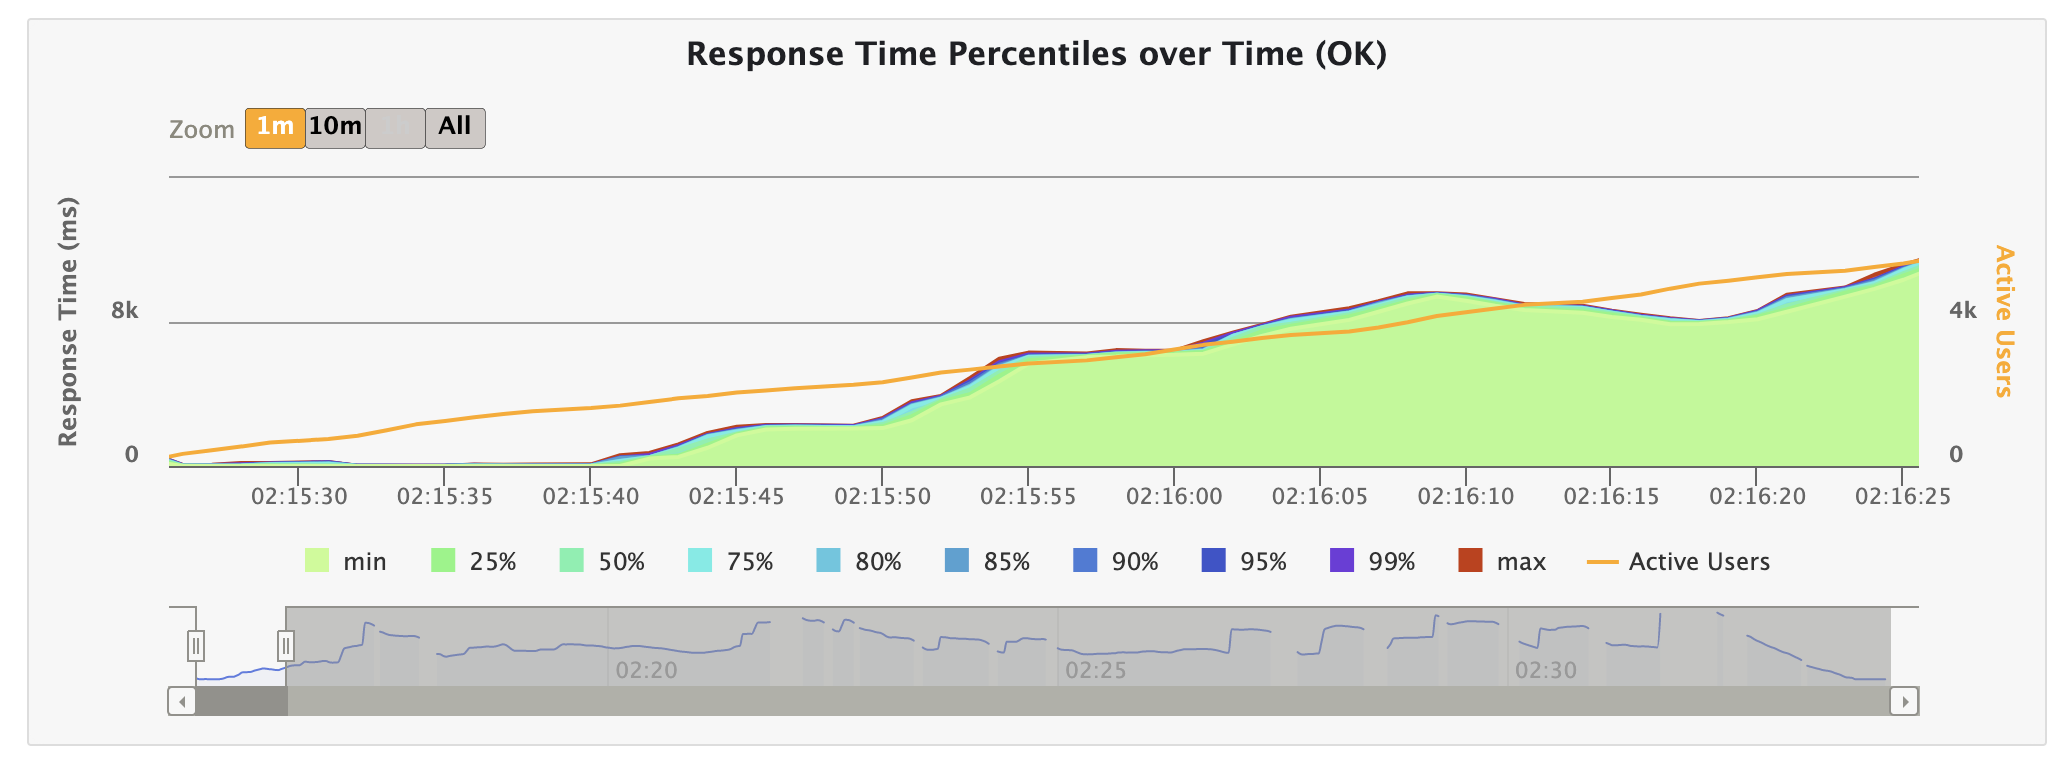 Response Time Percentiles over Time (OK)
Zoom 1m 10m All
Response Time (ms)
8k
0
Active Users
4k
0
02:15:30 02:15:35 02:15:40 02:15:45 02:15:50 02:15:55 02:16:00 02:16:05 02:16:10 02:16:15 02:16:20 02:16:25
min 25% 50% 75% 80% 85% 90% 95% 99% max Active Users
02:20 02:25 02:30